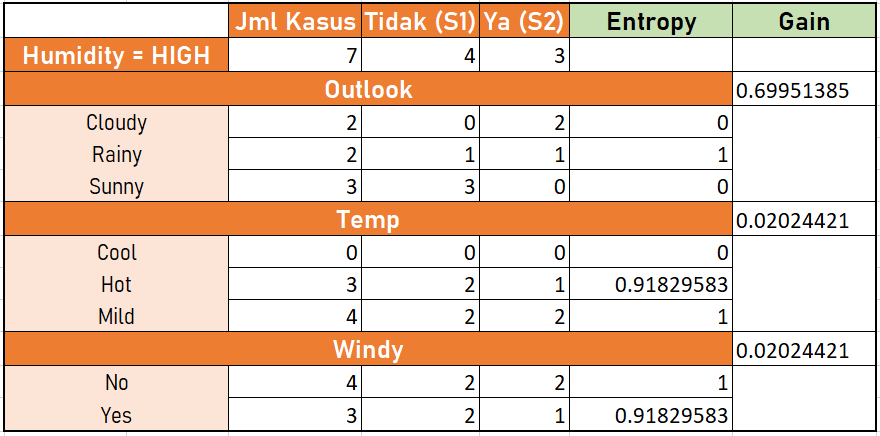 Jml Kasus Tidak (S1) Ya (S2) Entropy Gain
Humidity = HIGH 7 4 3
Outlook 0.69951385
Cloudy 2 0 2 0
Rainy 2 1 1 1
Sunny 3 3 0 0
Temp 0.02024421
Cool 0 0 0 0
Hot 3 2 1 0.91829583
Mild 4 2 2 1
Windy 0.02024421
No 4 2 2 1
Yes 3 2 1 0.91829583